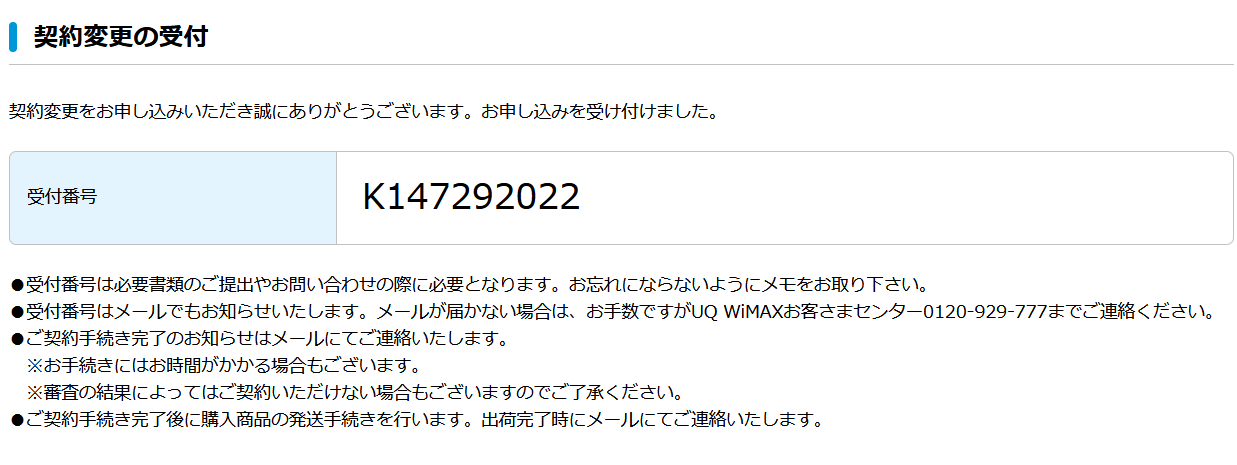 契約変更の受付
契約変更をお申し込みいただき誠にありがとうございます。お申し込みを受け付けました。
受付番号
K147292022
●受付番号は必要書類のご提出やお問い合わせの際に必要となります。お忘れにならないようにメモをお取り下さい。
●受付番号はメールでもお知らせいたします。メールが届かない場合は、お手数ですがUQ WiMAXお客さまセンター0120-929-777までご連絡ください。
●ご契約手続き完了のお知らせはメールにてご連絡いたします。
※お手続きにはお時間がかかる場合もございます。
※審査の結果によってはご契約いただけない場合もございますのでご了承ください。
●ご契約手続き完了後に購入商品の発送手続きを行います。出荷完了時にメールにてご連絡いたします。